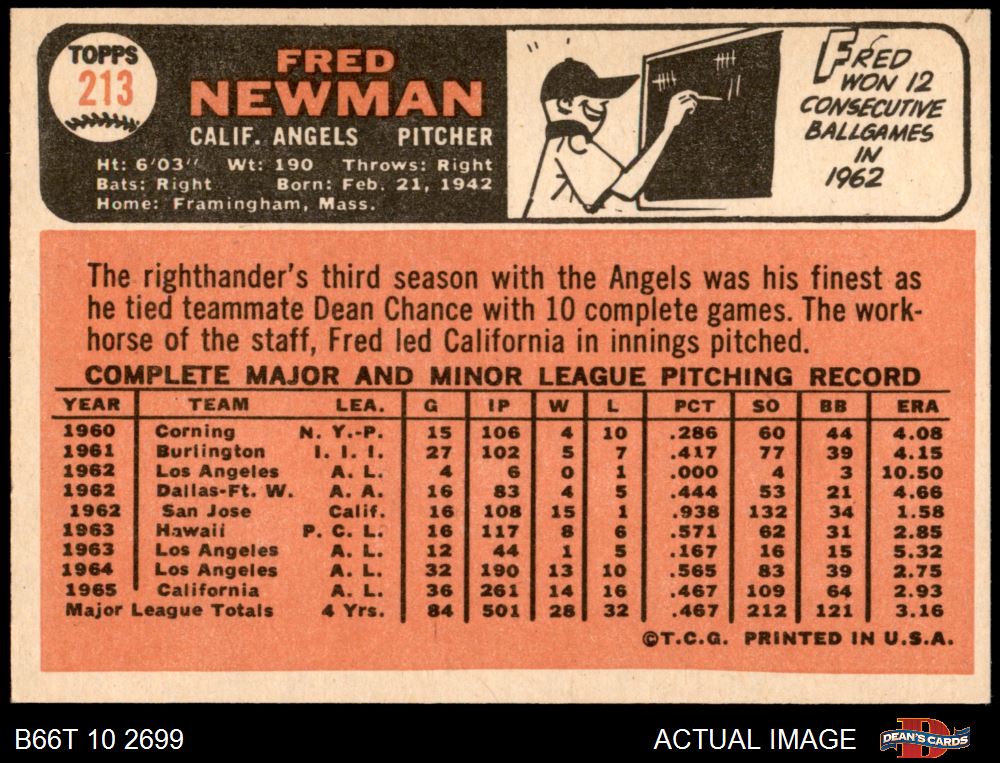 TOPPS
213
FRED
NEWMAN
CALIF. ANGELS PITCHER
Ht: 6'03" Wt: 190 Throws: Right
Bats: Right Born: Feb. 21, 1942
Home: Framingham, Mass.
FRED
WON 12
CONSECUTIVE
BALLGAMES
IN
1962
The righthander's third season with the Angels was his finest as
he tied teammate Dean Chance with 10 complete games. The work-
horse of the staff, Fred led California in innings pitched.
COMPLETE MAJOR AND MINOR LEAGUE PITCHING RECORD
YEAR TEAM LEA. G IP W L PCT SO BB ERA
1960 Corning N. Y.-P. 15 106 4 10 .286 60 44 4.08
1961 Burlington I. I. I. 27 102 5 7 .417 77 39 4.15
1962 Los Angeles A. L. 4 6 0 1 .000 4 3 10.50
1962 Dallas-Ft. W. A. A. 16 83 4 5 .444 53 21 4.66
1962 San Jose Calif. 16 108 15 1 .938 132 34 1.58
1963 Hawaii P. C. L. 16 117 8 6 .571 62 31 2.85
1963 Los Angeles A. L. 12 44 1 5 .167 16 15 5.32
1964 Los Angeles A. L. 32 190 13 10 .565 83 39 2.75
1965 California A. L. 36 261 14 16 .467 109 64 2.93
Major League Totals 4 Yrs. 84 501 28 32 .467 212 121 3.16
©T.C.G. PRINTED IN U.S.A.
B66T 10 2699
ACTUAL IMAGE
D
DEAN'S CARDS